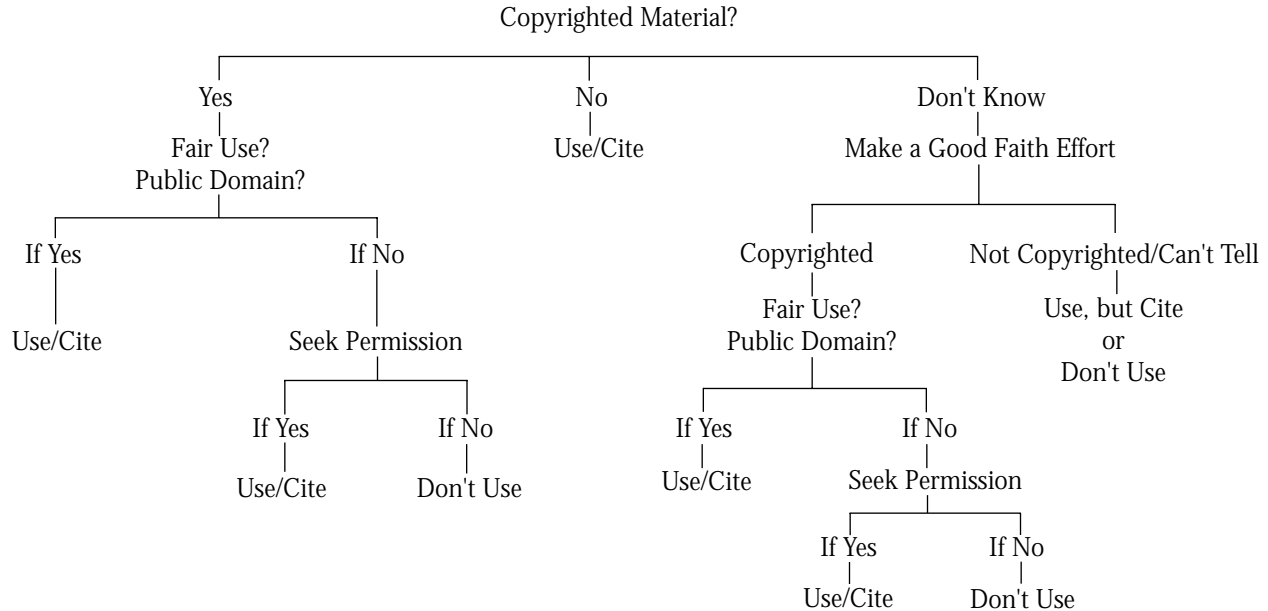 Copyrighted Material?
Yes
No
Don't Know
Fair Use?
Public Domain?
Use/Cite
Make a Good Faith Effort
If Yes
If No
Copyrighted
Not Copyrighted/Can't Tell
Use/Cite
Seek Permission
Fair Use?
Public Domain?
Use, but Cite
or
Don't Use
If Yes
If No
If Yes
If No
Use/Cite
Don't Use
Use/Cite
Seek Permission
If Yes
If No
Use/Cite
Don't Use